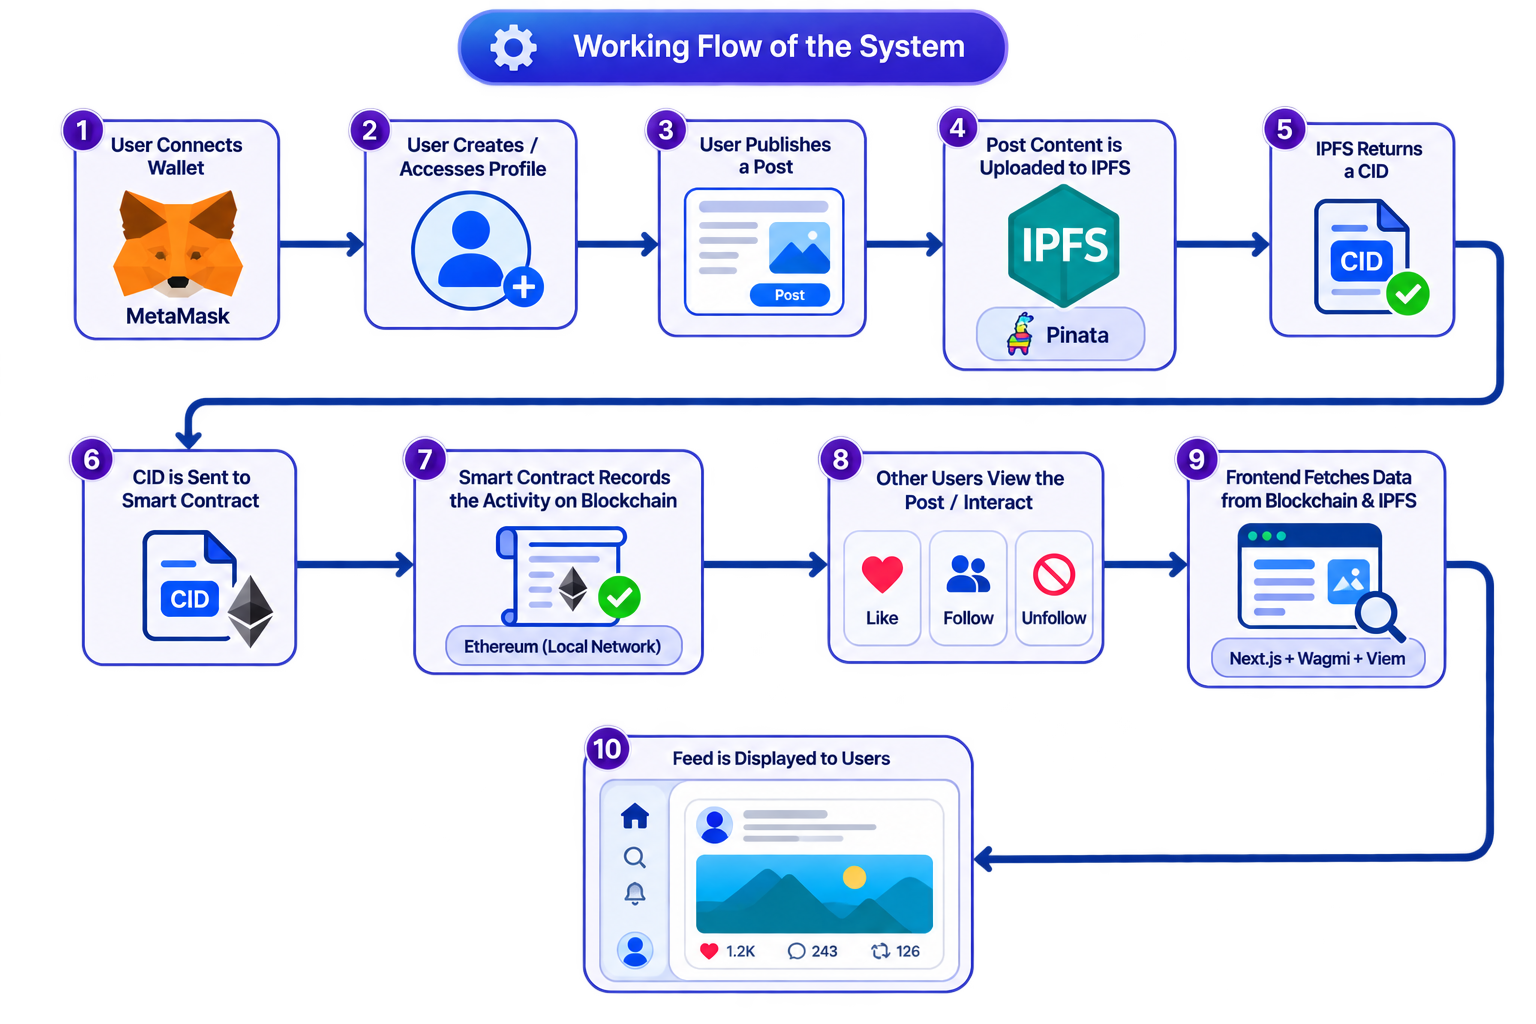 Working Flow of the System
1
User Connects
Wallet
MetaMask
2
User Creates /
Accesses Profile
3
User Publishes
a Post
Post
4
Post Content is
Uploaded to IPFS
IPFS
Pinata
5
IPFS Returns
a CID
CID
6
CID is Sent to
Smart Contract
CID
7
Smart Contract Records
the Activity on Blockchain
Ethereum (Local Network)
8
Other Users View the
Post / Interact
Like
Follow
Unfollow
9
Frontend Fetches Data
from Blockchain & IPFS
Next.js + Wagmi + Viem
10
Feed is Displayed to Users
1.2K
243
126